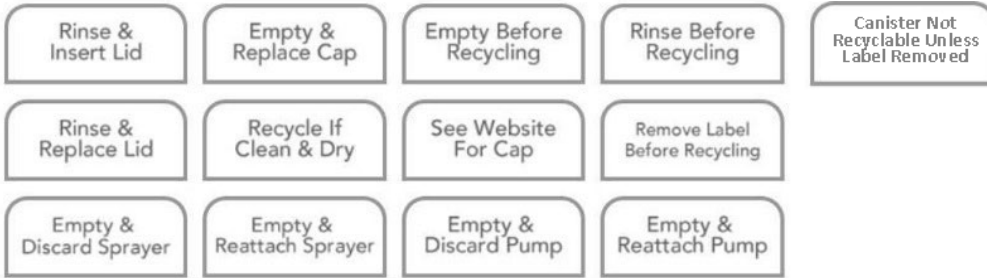 Rinse &
Insert Lid
Empty &
Replace Cap
Empty Before
Recycling
Rinse Before
Recycling
Canister Not
Recyclable Unless
Label Removed
Rinse &
Replace Lid
Recycle If
Clean & Dry
See Website
For Cap
Remove Label
Before Recycling
Empty &
Discard Sprayer
Empty &
Reattach Sprayer
Empty &
Discard Pump
Empty &
Reattach Pump